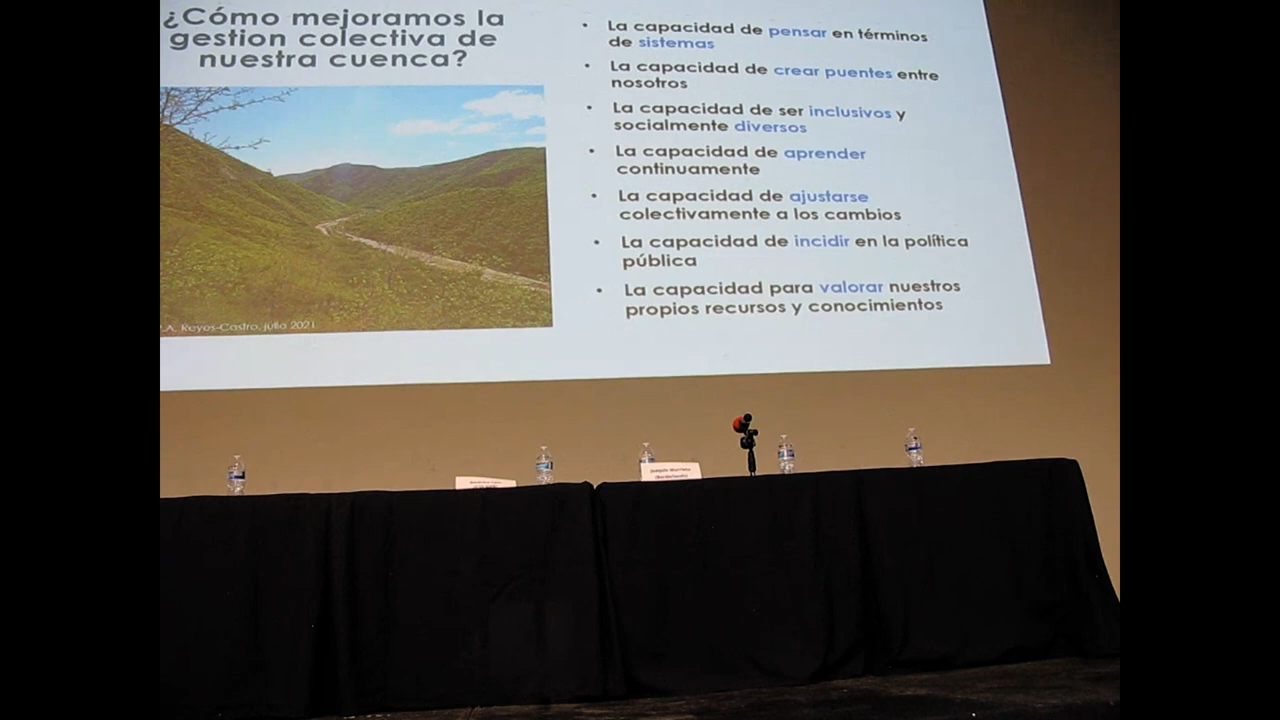 ¿Cómo mejoramos la
gestion colectiva de
nuestra cuenca?
.A. Reyes-Castro, julio 2021
• La capacidad de pensar en términos
de sistemas
• La capacidad de crear puentes entre
nosotros
• La capacidad de ser inclusivos y
socialmente diversos
• La capacidad de aprender
continuamente
• La capacidad de ajustarse
colectivamente a los cambios
• La capacidad de incidir en la política
pública
• La capacidad para valorar nuestros
propios recursos y conocimientos
Joaquín